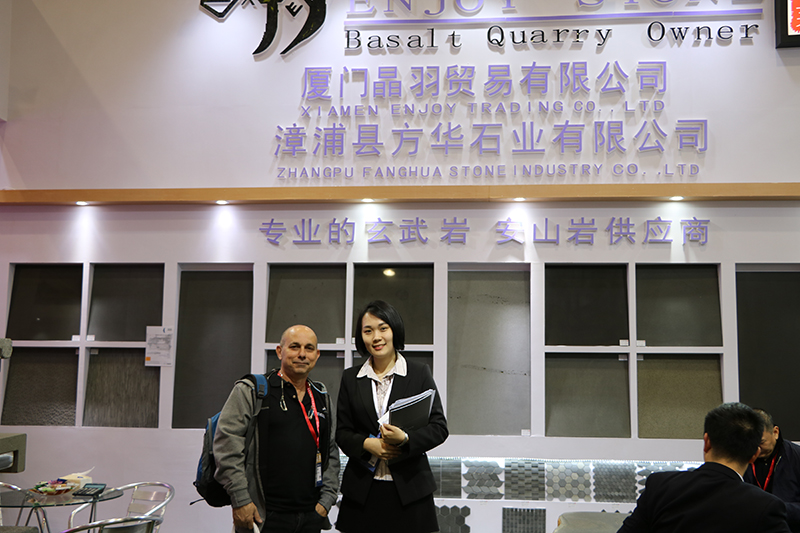 ENJOY STONE
Basalt Quarry Owner
厦门晶羽贸易有限公司
XIAMEN ENJOY TRADING CO., LTD
漳浦县方华石业有限公司
ZHANGPU FANGHUA STONE INDUSTRY CO.,LTD
专业的玄武岩 安山岩供应商